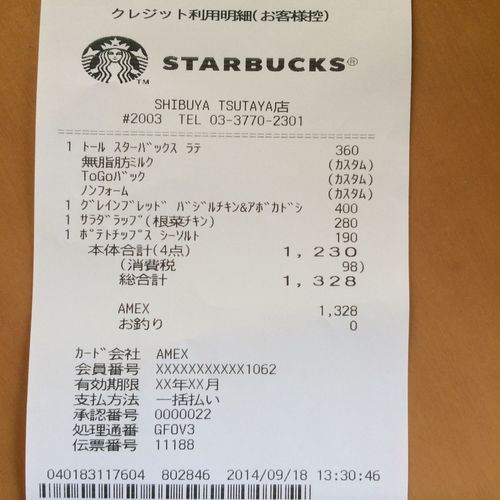 クレジット利用明細(お客様控)
STARBUCKS®
TM
SHIBUYA TSUTAYA店
#2003 TEL 03-3770-2301
1 トール スターバックス ラテ 360
無脂肪ミルク (カスタム)
ToGoバック (カスタム)
ノンフォーム (カスタム)
1 グレインブレッド バジルチキン&アボカドシ 400
1 サラダラップ(根菜チキン) 280
1 ポテトチップス シーソルト 190
本体合計(4点) 1,230
(消費税 98)
総合計 1,328
AMEX 1,328
お釣り 0
カード会社 AMEX
会員番号 XXXXXXXXXXX1062
有効期限 XX年XX月
支払方法 一括払い
承認番号 0000022
処理通番 GF0V3
伝票番号 11188
040183117604 802846 2014/09/18 13:30:46